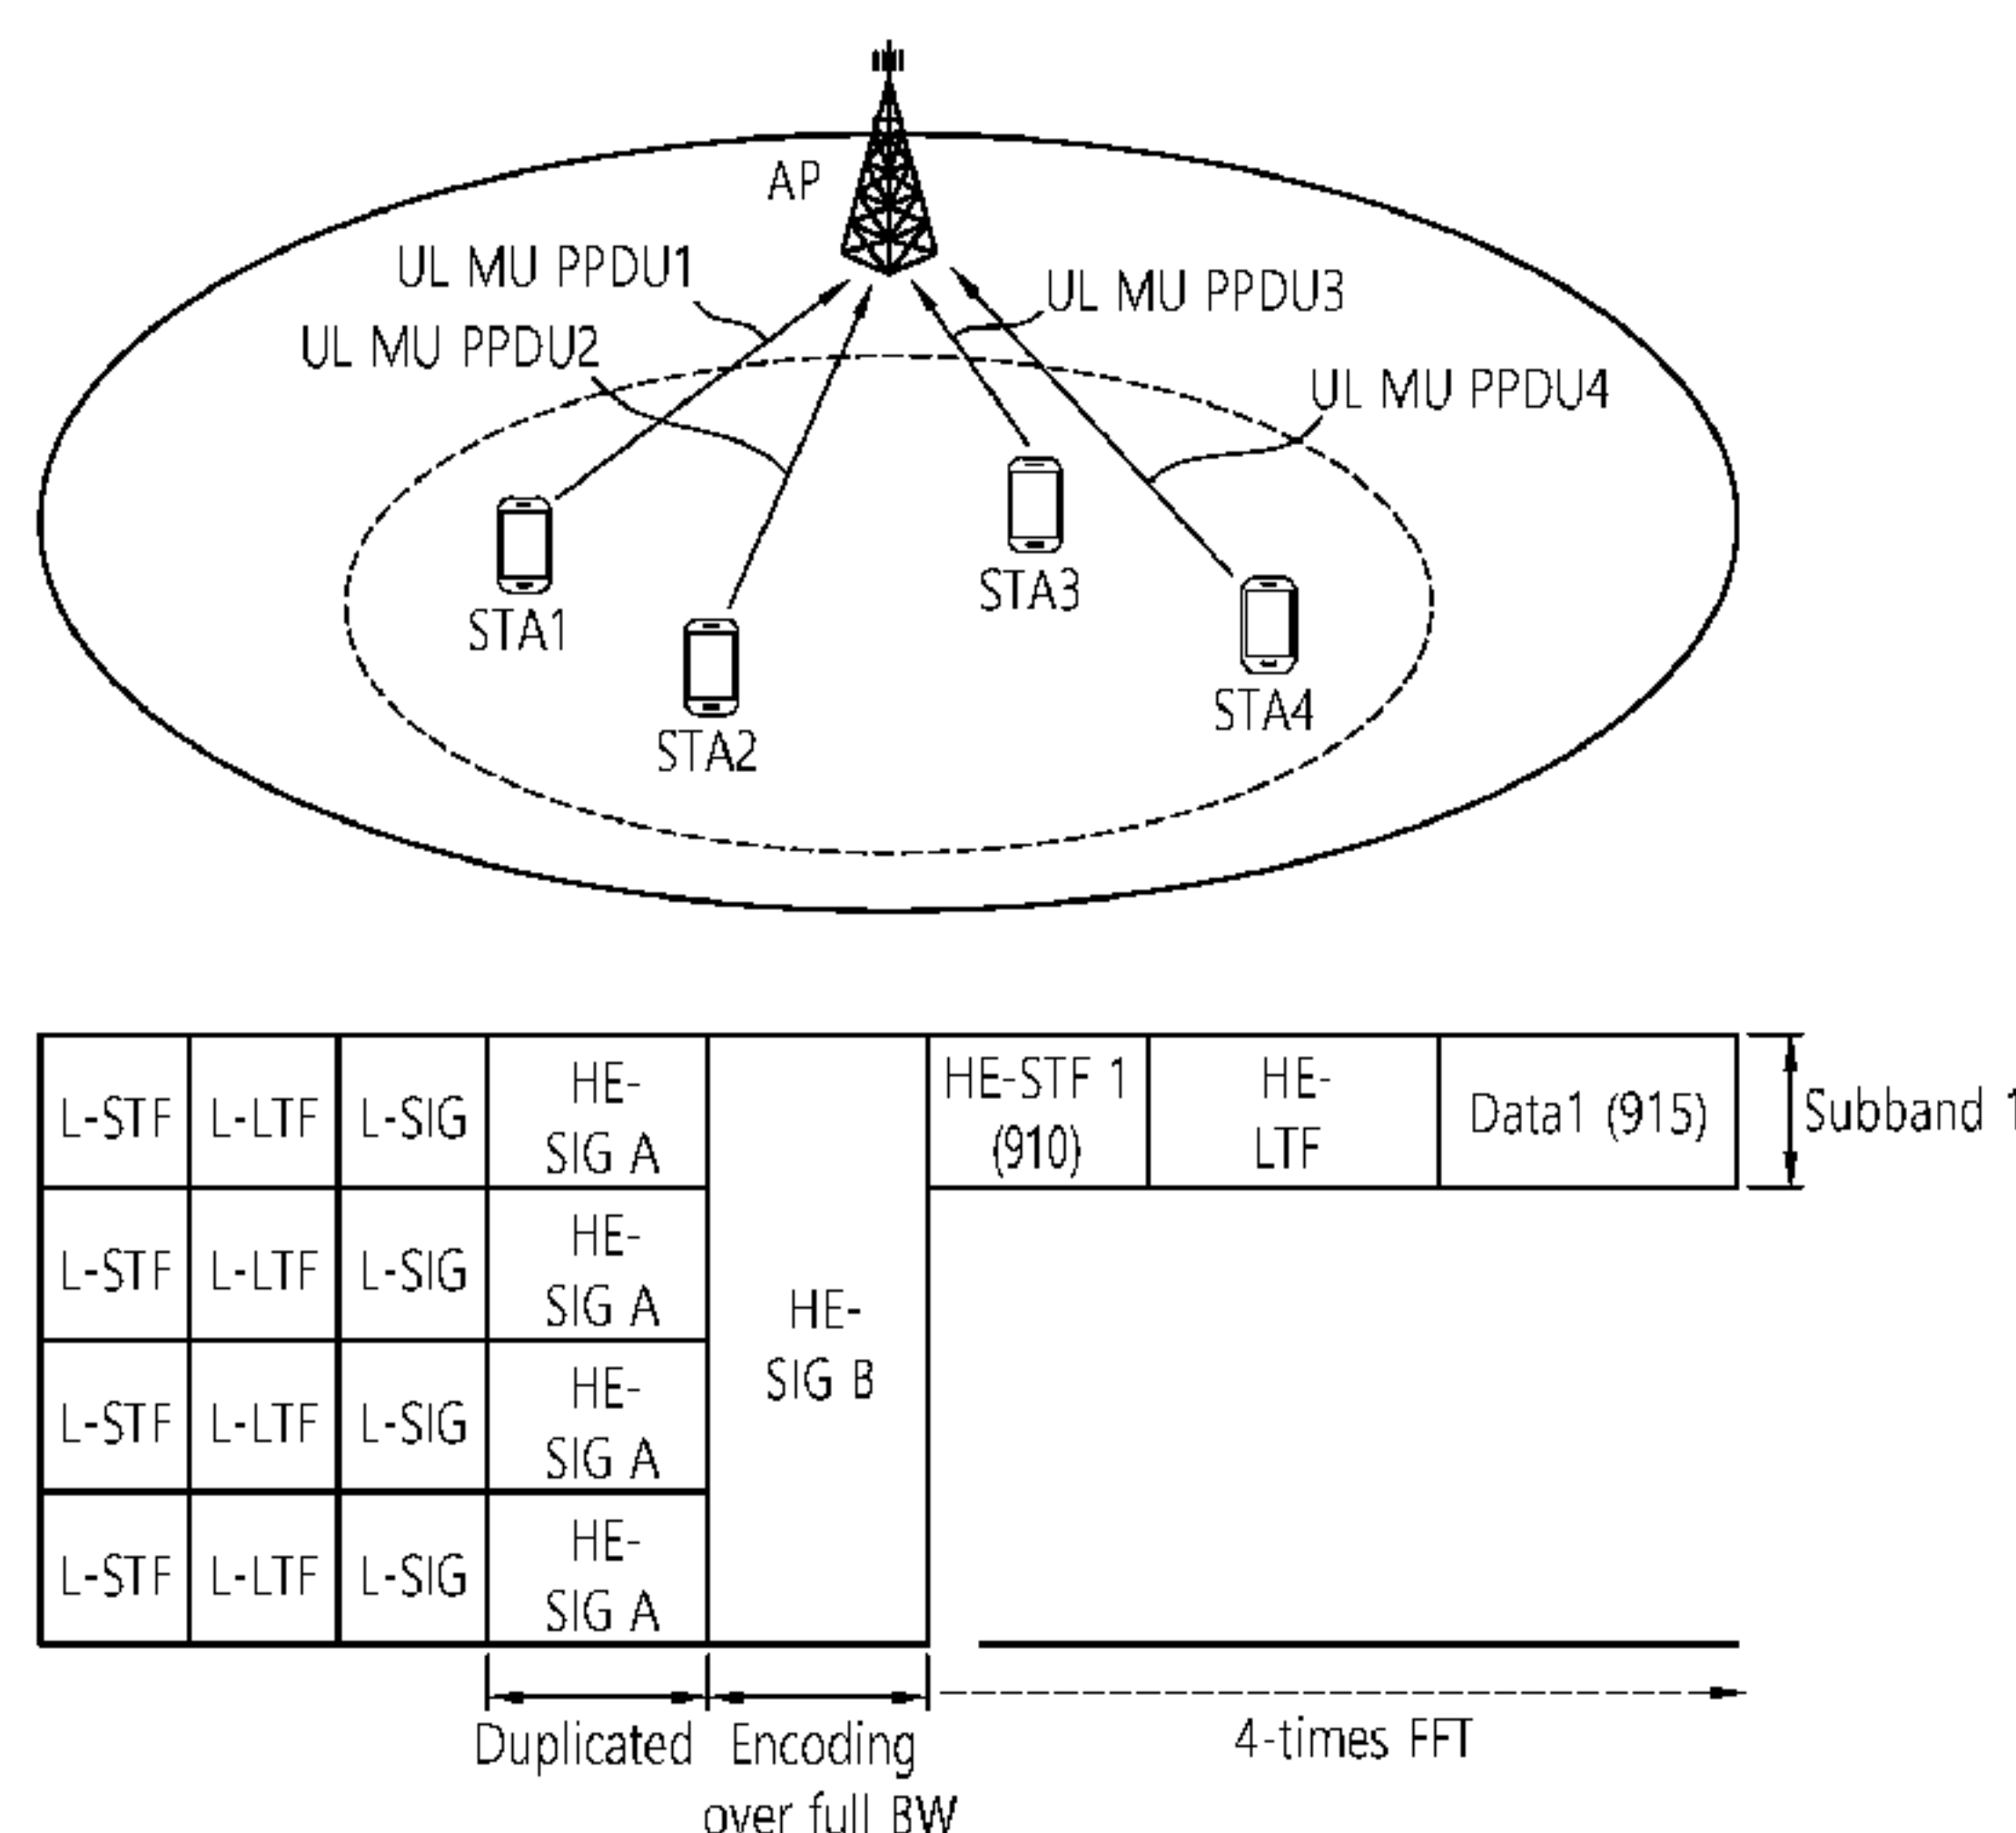 AP
UL MU PPDU1
UL MU PPDU3
UL MU PPDU2
UL MU PPDU4
STA1
STA2
STA3
STA4
L-STF L-LTF L-SIG HE-
SIG A HE-STF 1
(910) HE-
LTF Data1 (915) Subband 1
L-STF L-LTF L-SIG HE-
SIG A
HE-
SIG B
L-STF L-LTF L-SIG HE-
SIG A
L-STF L-LTF L-SIG HE-
SIG A
Duplicated
Encoding
over full BW
4-times FFT